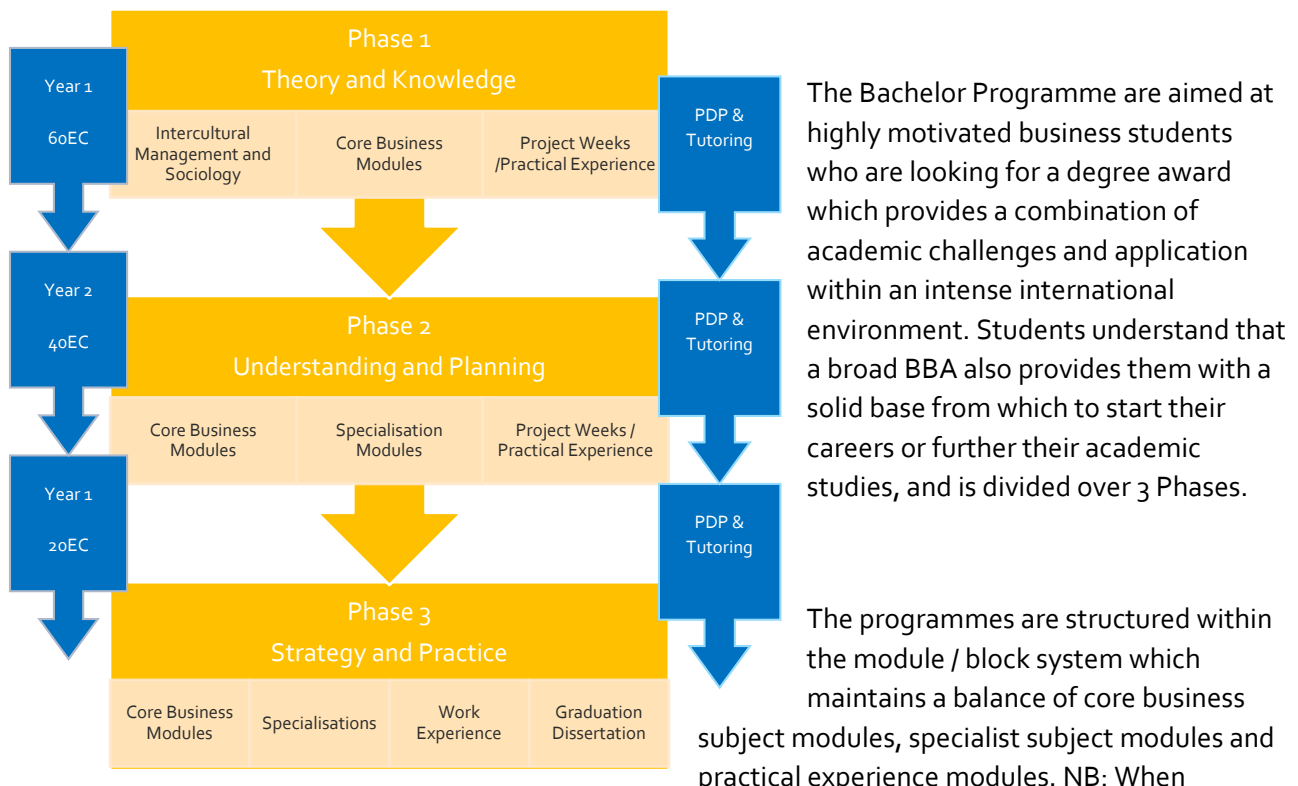 Phase 1
Theory and Knowledge
Year 1
60EC
Intercultural
Management and
Sociology
Core Business
Modules
Project Weeks
/Practical Experience
PDP &
Tutoring
Year 2
40EC
Phase 2
Understanding and Planning
Core Business
Modules
Specialisation
Modules
Project Weeks /
Practical Experience
PDP &
Tutoring
Year 1
20EC
Phase 3
Strategy and Practice
Core Business
Modules
Specialisations
Work
Experience
Graduation
Dissertation
PDP &
Tutoring
The Bachelor Programme are aimed at
highly motivated business students
who are looking for a degree award
which provides a combination of
academic challenges and application
within an intense international
environment. Students understand that
a broad BBA also provides them with a
solid base from which to start their
careers or further their academic
studies, and is divided over 3 Phases.
The programmes are structured within
the module / block system which
maintains a balance of core business
subject modules, specialist subject modules and
practical experience modules. NB: When